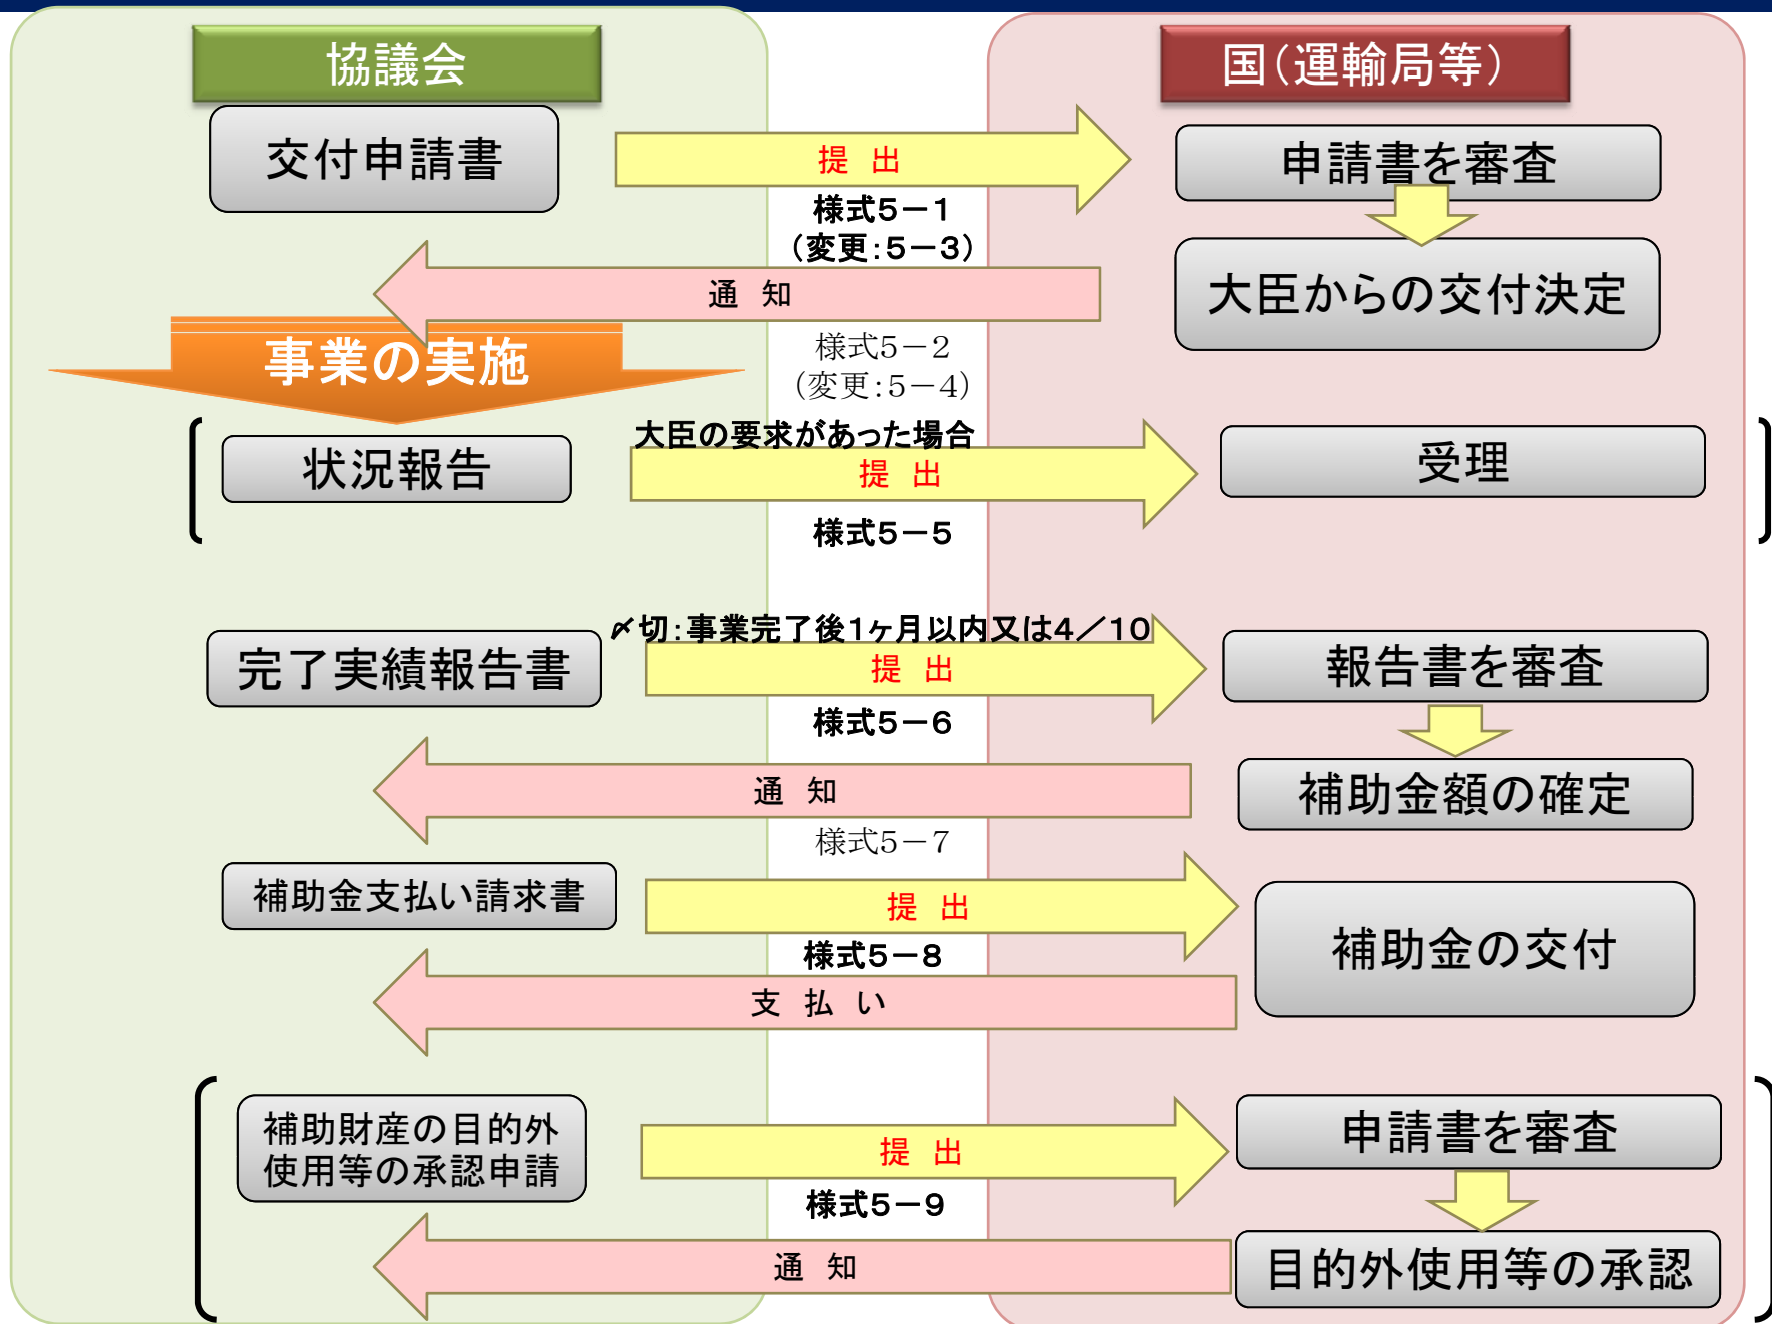 協議会
国(運輸局等)
交付申請書
提 出
申請書を審査
様式5－1
(変更：5－3)
大臣からの交付決定
通 知
様式5－2
(変更：5－4)
事業の実施
大臣の要求があった場合
状況報告
提 出
受理
様式5－5
〆切：事業完了後1ヶ月以内又は4／10
完了実績報告書
提 出
報告書を審査
様式5－6
補助金額の確定
通 知
様式5－7
補助金支払い請求書
提 出
補助金の交付
様式5－8
支 払 い
補助財産の目的外
使用等の承認申請
提 出
申請書を審査
様式5－9
目的外使用等の承認
通 知